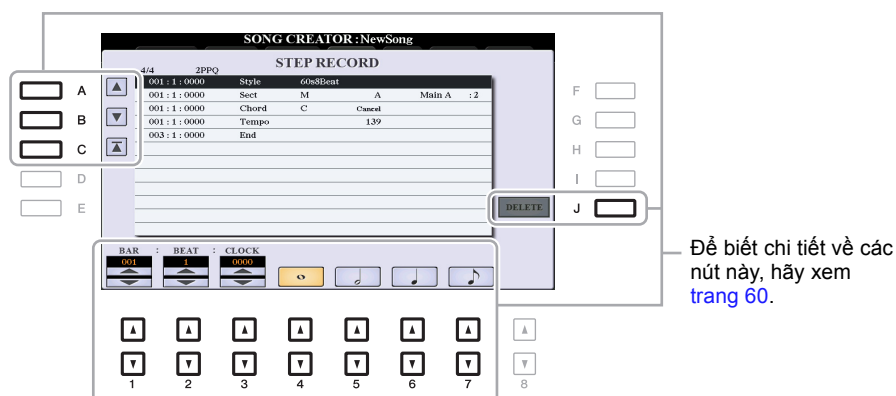 SONG CREATOR :NewSong
STEP RECORD
4/4 2PPQ
001 : 1 : 0000 Style 60s8Beat
001 : 1 : 0000 Sect M A Main A : 2
001 : 1 : 0000 Chord C Cancel
001 : 1 : 0000 Tempo 139
003 : 1 : 0000 End
A
B
C
D
E
F
G
H
I
J
DELETE
BAR : BEAT : CLOCK
001 1 0000
1 2 3 4 5 6 7 8
Để biết chi tiết về các
nút này, hãy xem
trang 60.